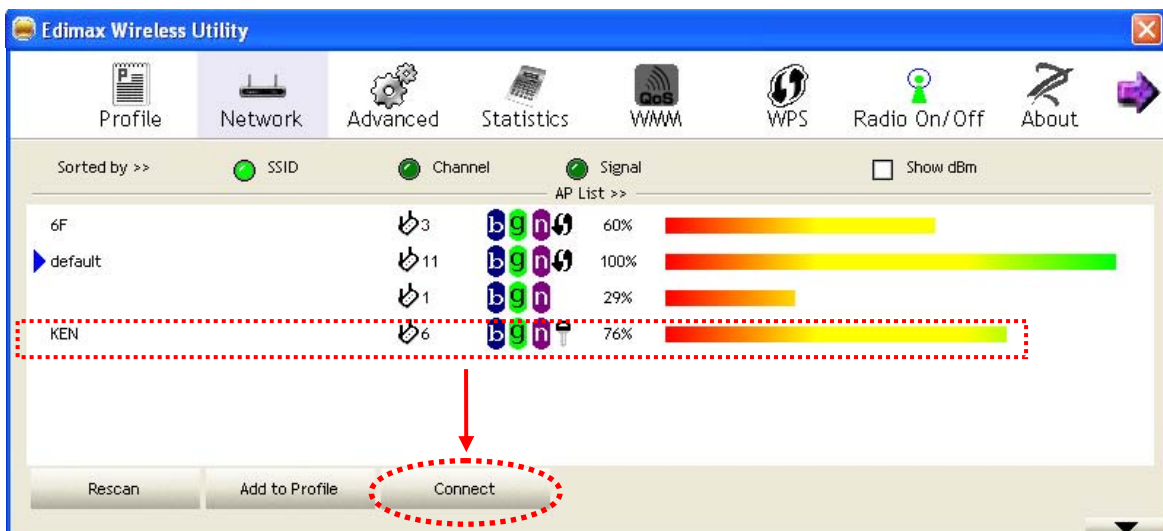 Edimax Wireless Utility
Profile Network Advanced Statistics WMM WPS Radio On/Off About
P
QoS
Sorted by >> SSID Channel Signal Show dBm
AP List >>
6F 3 b g n 60%
default 11 b g n 100%
1 b g n 29%
KEN 6 b g n 76%
Rescan Add to Profile Connect